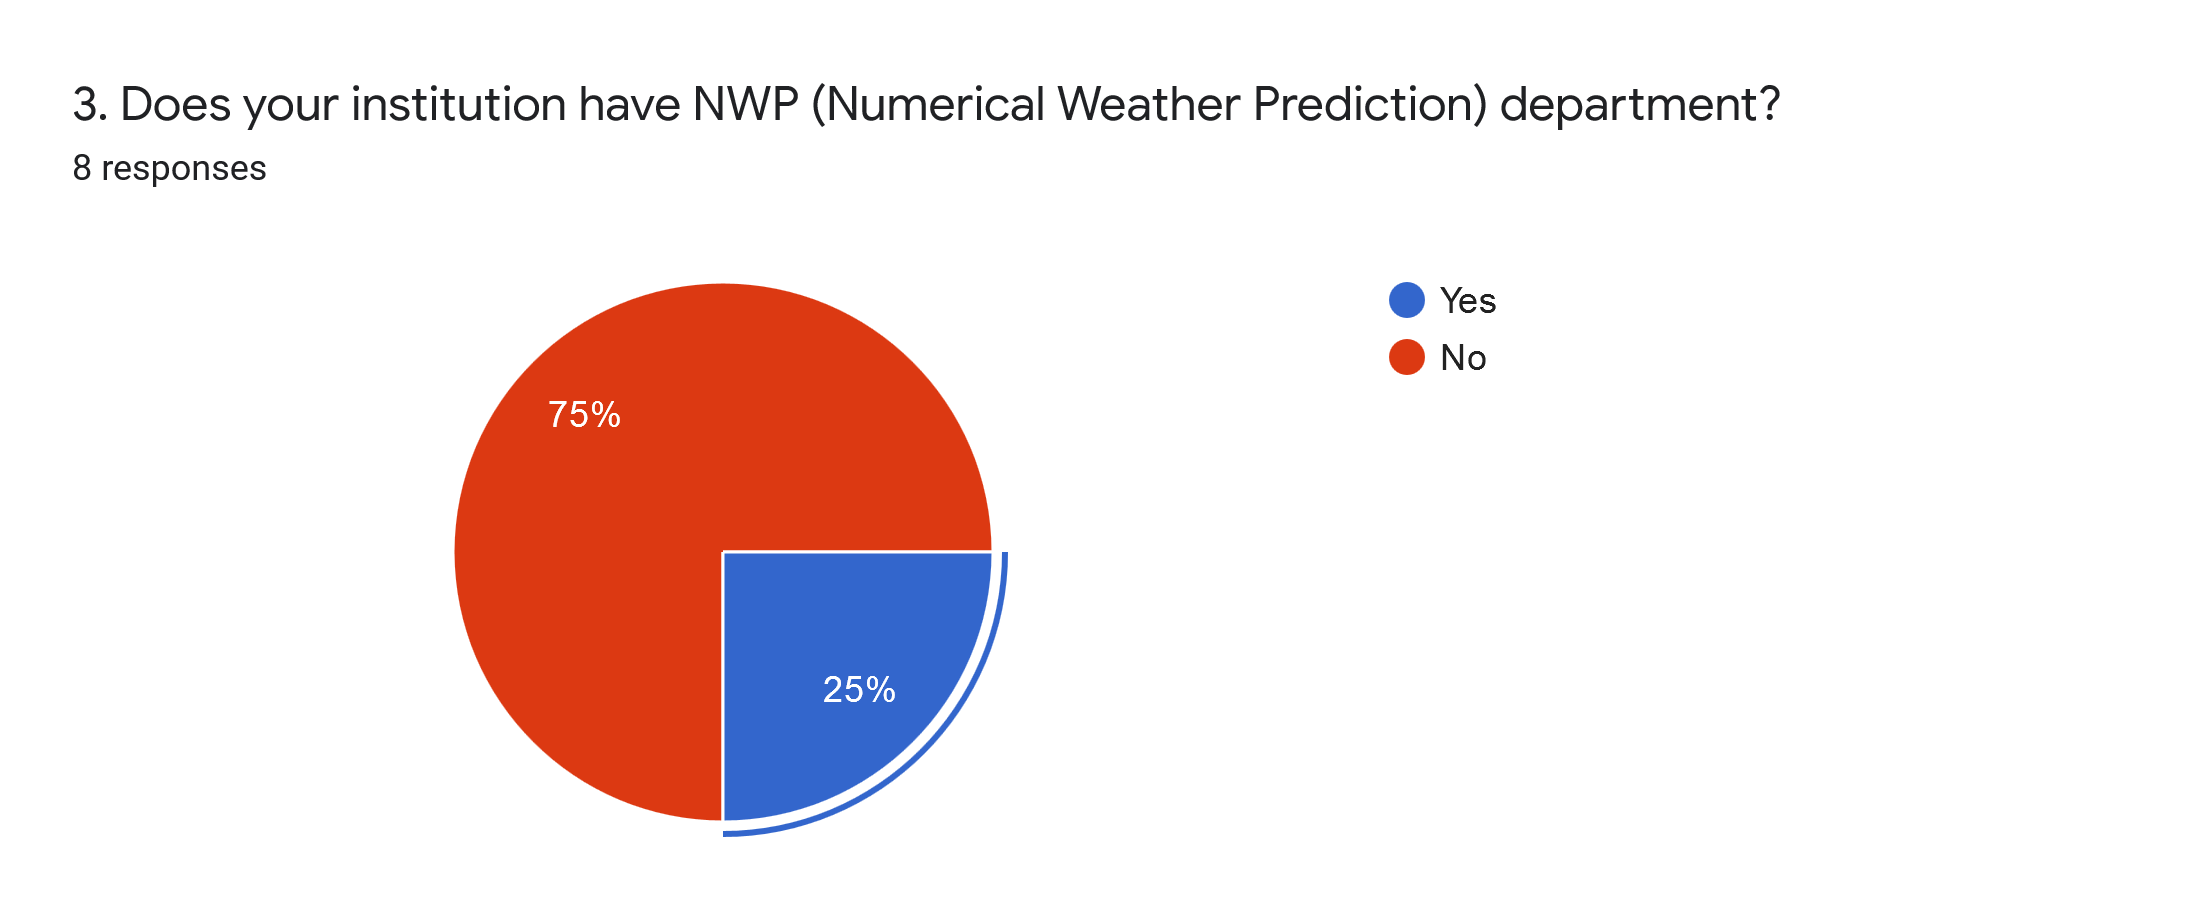 3. Does your institution have NWP (Numerical Weather Prediction) department?
8 responses
Yes
No
75%
25%